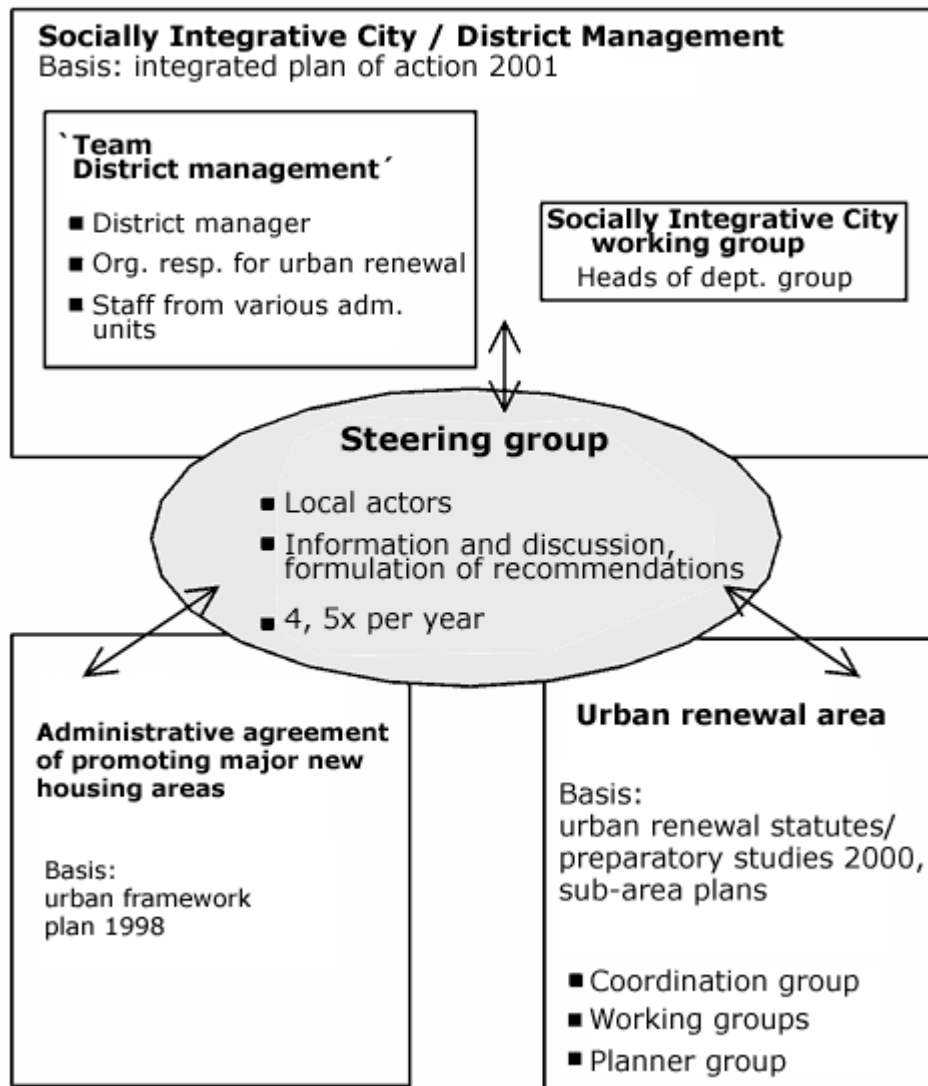 Socially Integrative City / District Management
Basis: integrated plan of action 2001
`Team
District management´
■ District manager
■ Org. resp. for urban renewal
■ Staff from various adm.
units
Socially Integrative City
working group
Heads of dept. group
Steering group
■ Local actors
■ Information and discussion,
formulation of recommendations
■ 4, 5x per year
Administrative agreement
of promoting major new
housing areas
Basis:
urban framework
plan 1998
Urban renewal area
Basis:
urban renewal statutes/
preparatory studies 2000,
sub-area plans
■ Coordination group
■ Working groups
■ Planner group